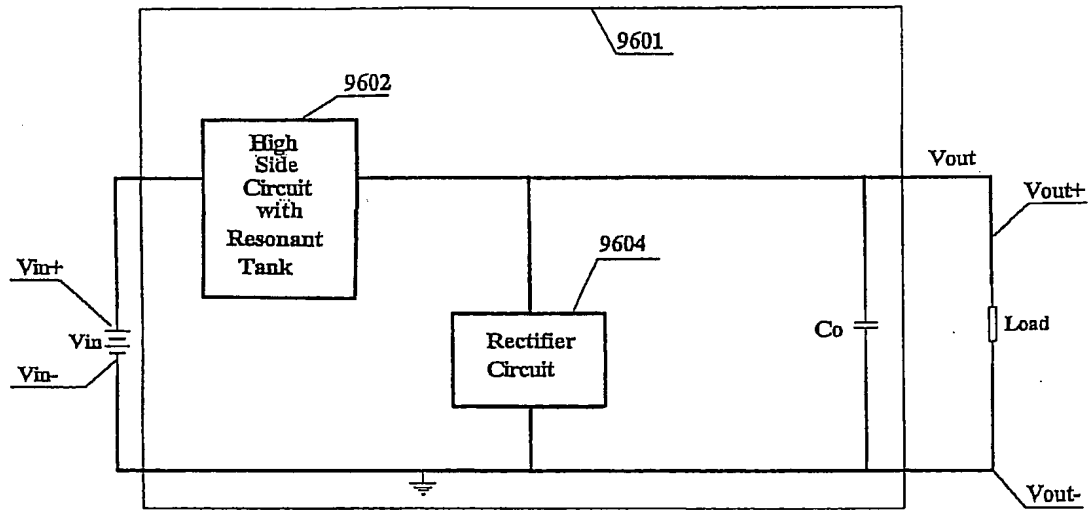 9601
9602
High
Side
Circuit
with
Resonant
Tank
Vout
Vout+
9604
Vin+
Vin
Vin-
Rectifier
Circuit
Co
Load
Vout-